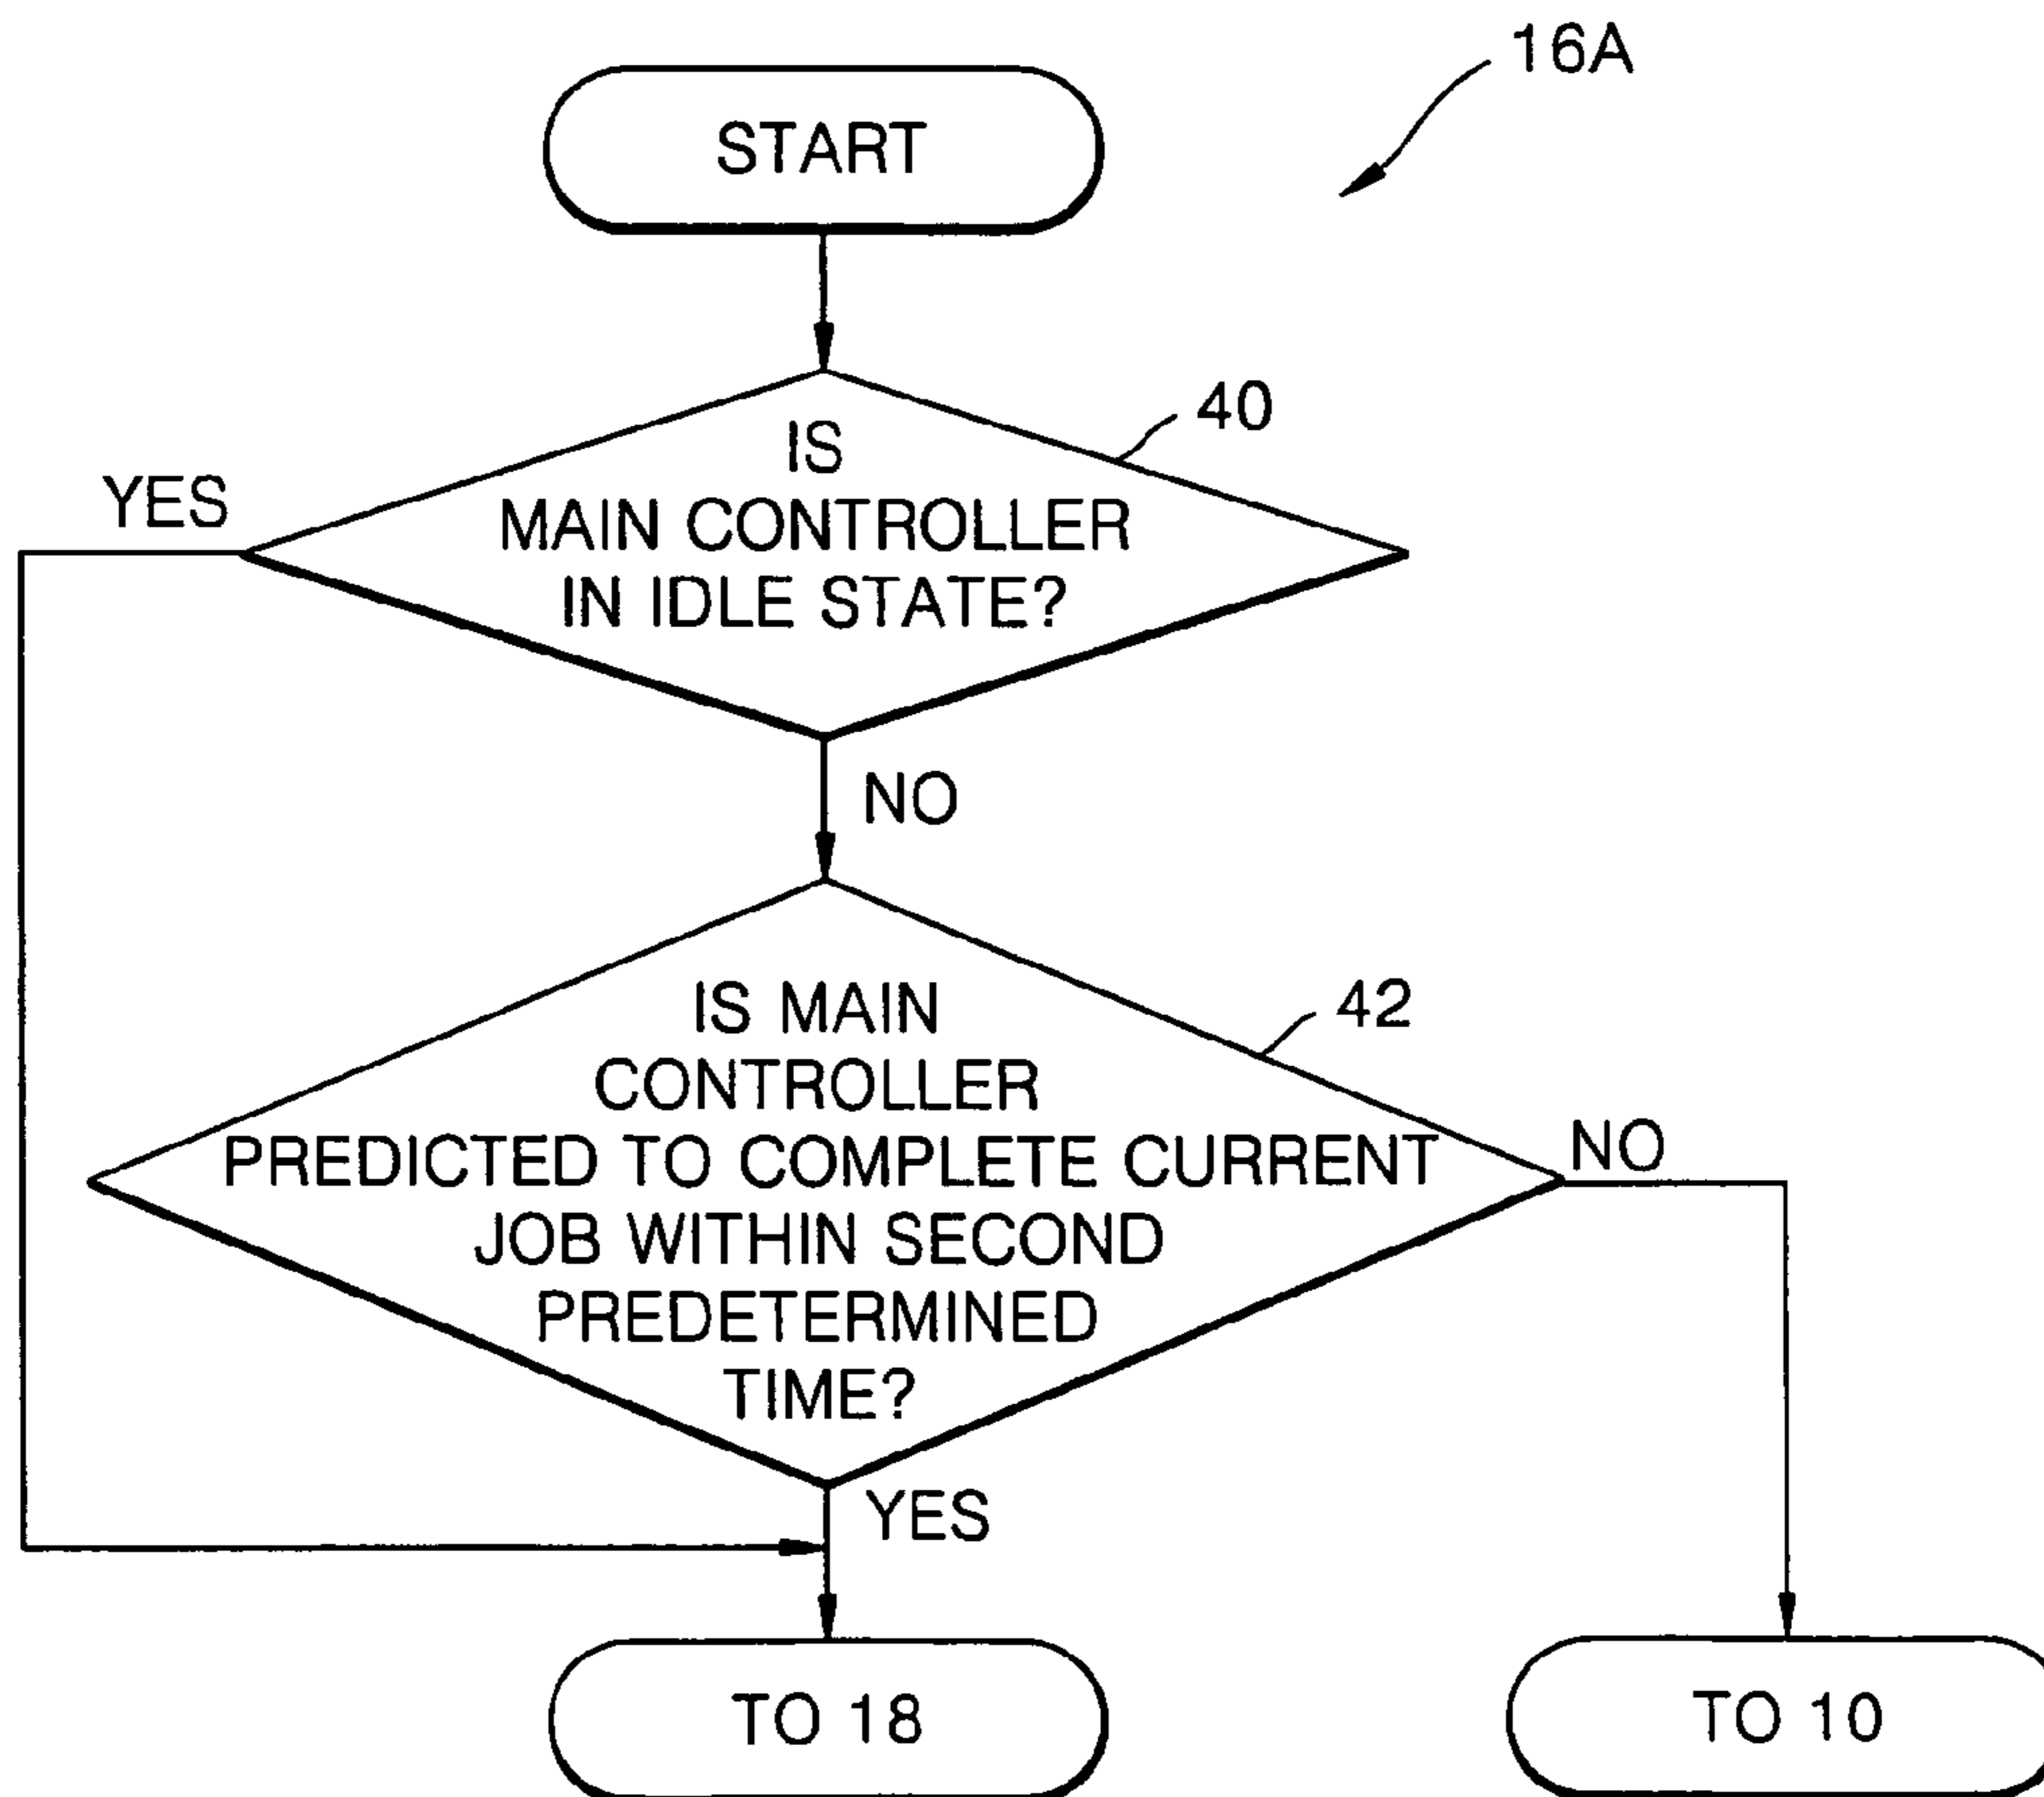 16A
START
40
IS
MAIN CONTROLLER
IN IDLE STATE?
YES
NO
42
IS MAIN
CONTROLLER
PREDICTED TO COMPLETE CURRENT
JOB WITHIN SECOND
PREDETERMINED
TIME?
NO
YES
TO 18
TO 10